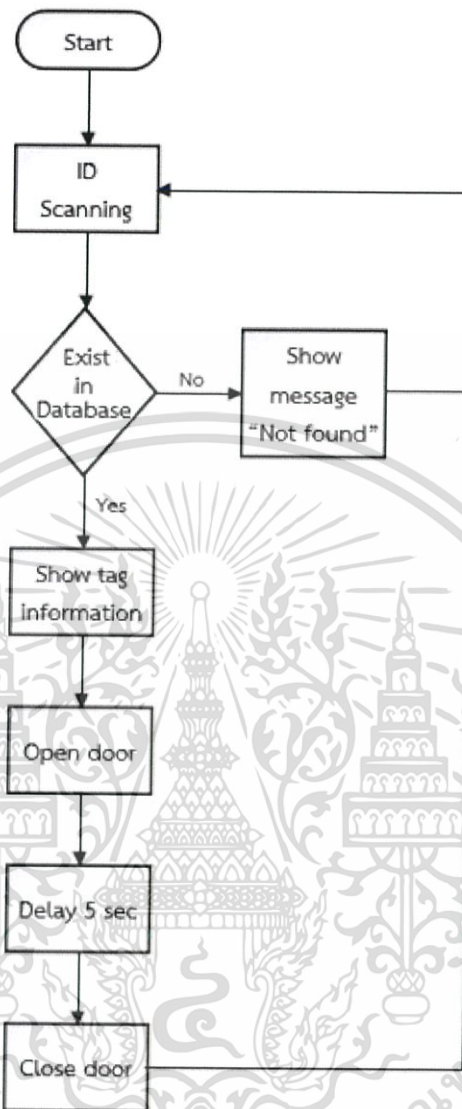 Start
ID
Scanning
Exist
in
Database
No
Show
message
“Not found”
Yes
Show tag
information
Open door
Delay 5 sec
Close door